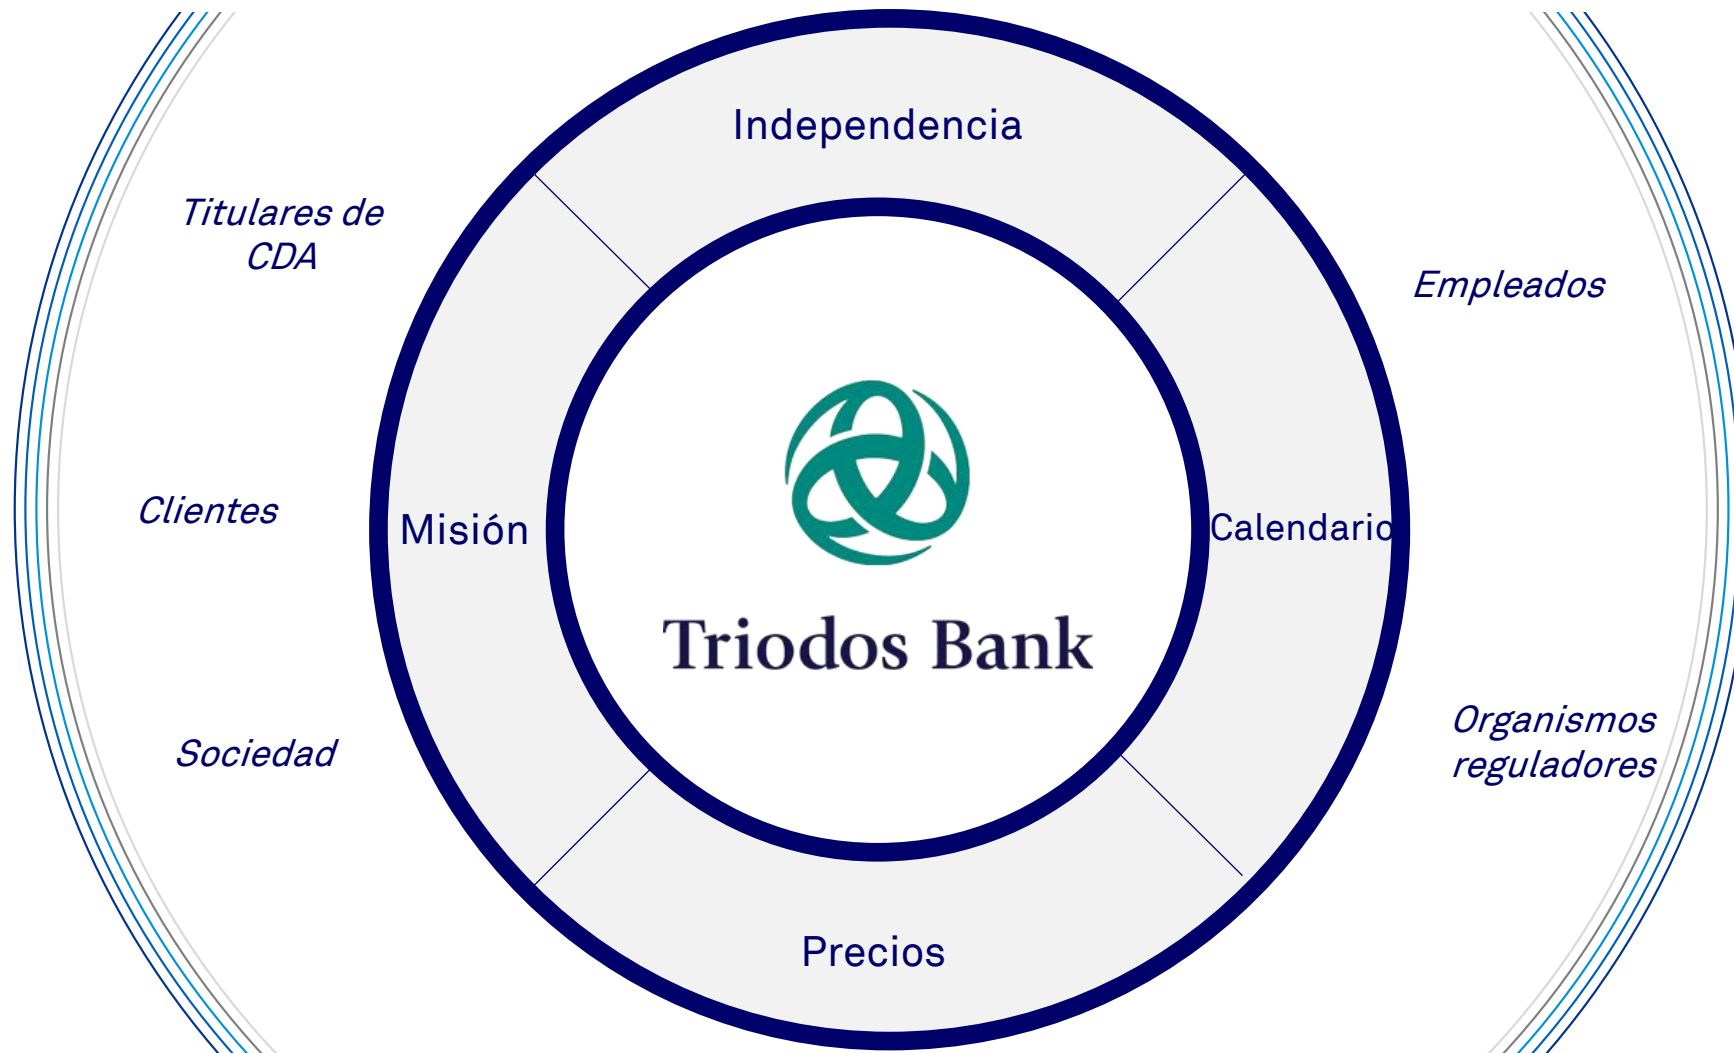 Independencia
Titulares de
CDA
Empleados
Clientes
Misión
Calendario
Triodos Bank
Sociedad
Organismos
reguladores
Precios